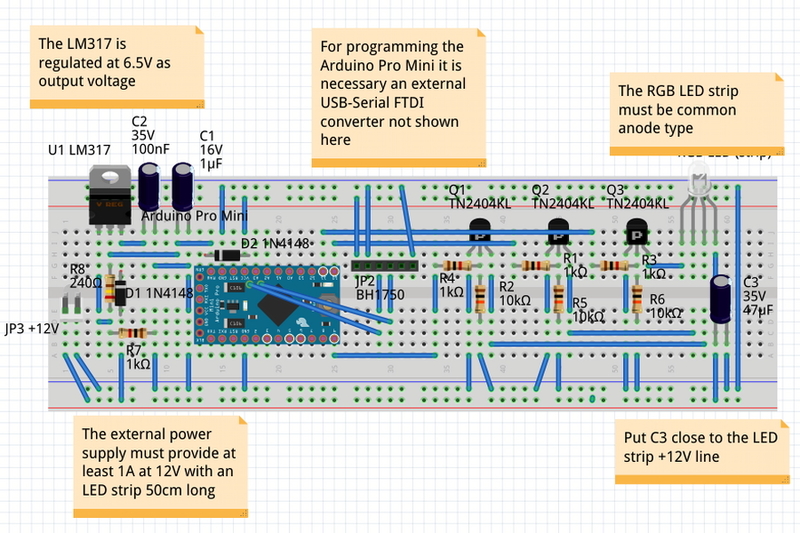 The LM317 is
regulated at 6.5V as
output voltage
For programming the
Arduino Pro Mini it is
necessary an external
USB-Serial FTDI
converter not shown
here
The RGB LED strip
must be common
anode type
C2
35V
100nF
C1
16V
1µF
U1 LM317
Arduino Pro Mini
D2 1N4148
Q1
TN2404KL
Q2
TN2404KL
Q3
TN2404KL
R8
240Ω
D1 1N4148
JP3 +12V
R7
1kΩ
JP2
BH1750
R4
1kΩ
R2
10kΩ
R1
1kΩ
R5
10kΩ
R3
1kΩ
R6
10kΩ
C3
35V
47µF
The external power
supply must provide at
least 1A at 12V with an
LED strip 50cm long
Put C3 close to the LED
strip +12V line